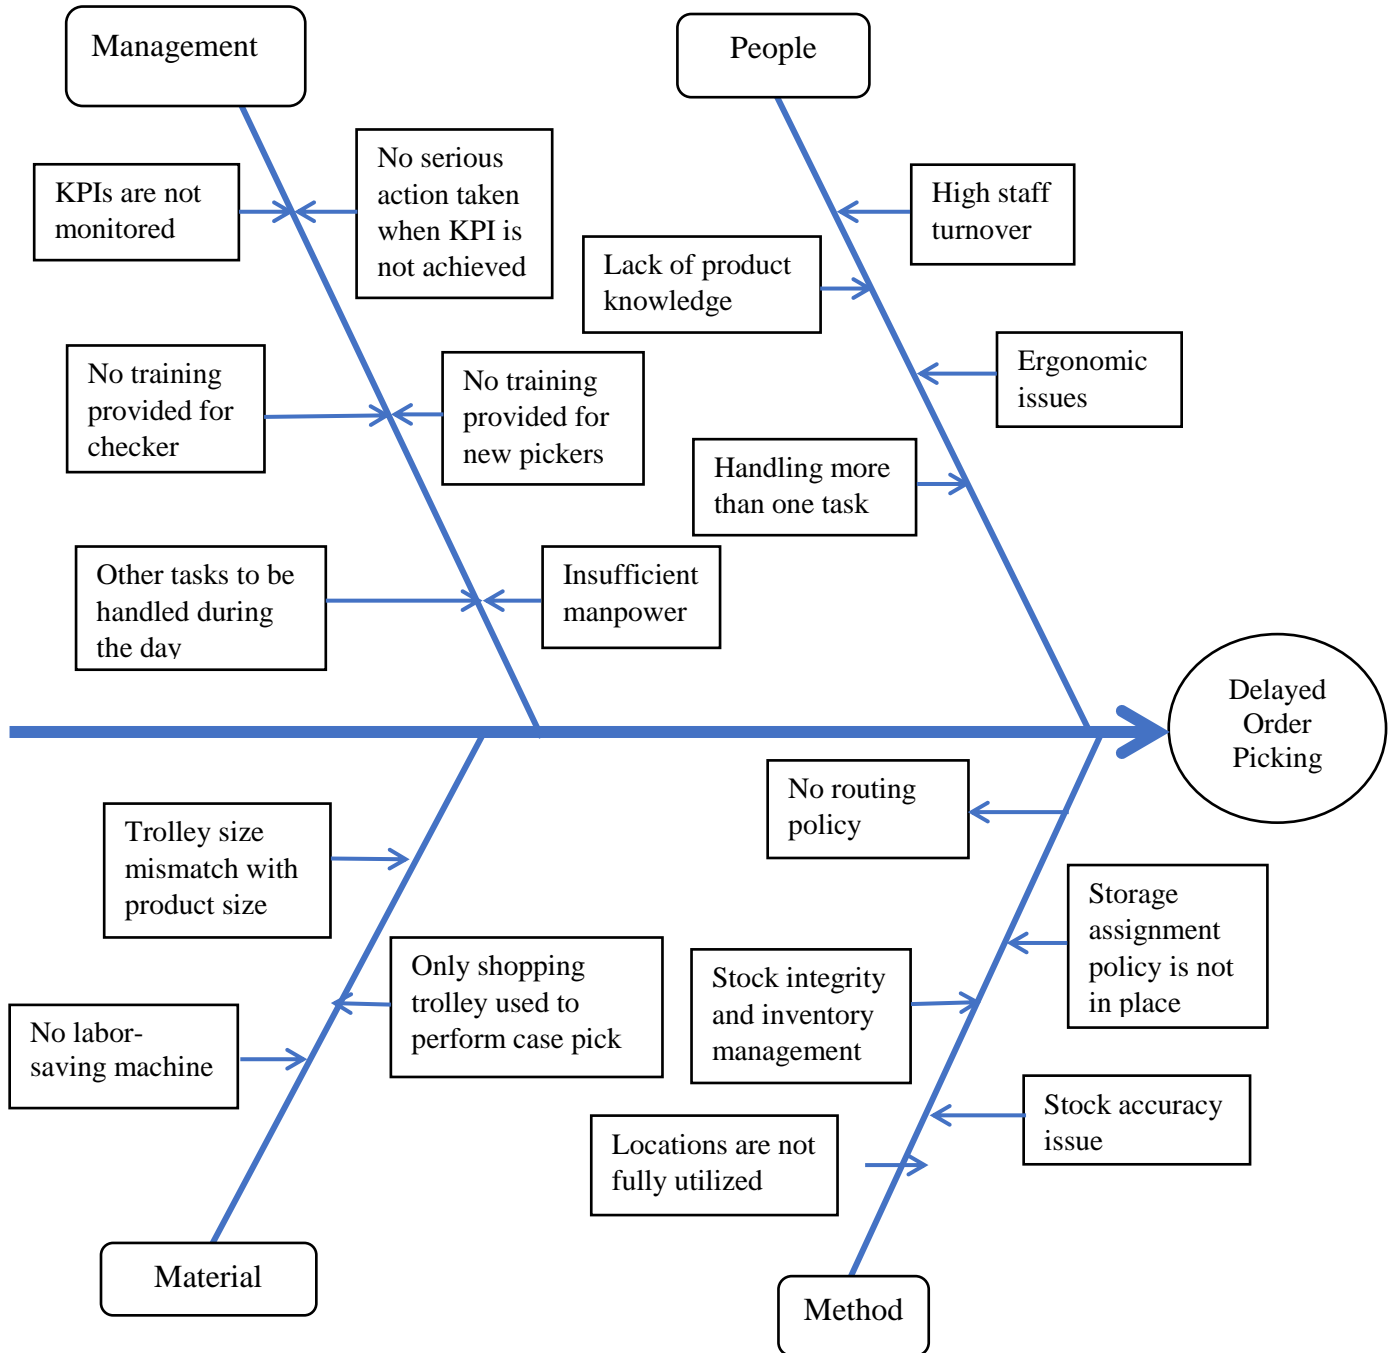 Management
People
KPIs are not
monitored
No serious
action taken
when KPI is
not achieved
High staff
turnover
Lack of product
knowledge
No training
provided for
checker
No training
provided for
new pickers
Ergonomic
issues
Handling more
than one task
Other tasks to be
handled during
the day
Insufficient
manpower
Delayed
Order
Picking
No routing
policy
Trolley size
mismatch with
product size
Storage
assignment
policy is not
in place
Only shopping
trolley used to
perform case pick
Stock integrity
and inventory
management
No labor-
saving machine
Stock accuracy
issue
Locations are not
fully utilized
Material
Method